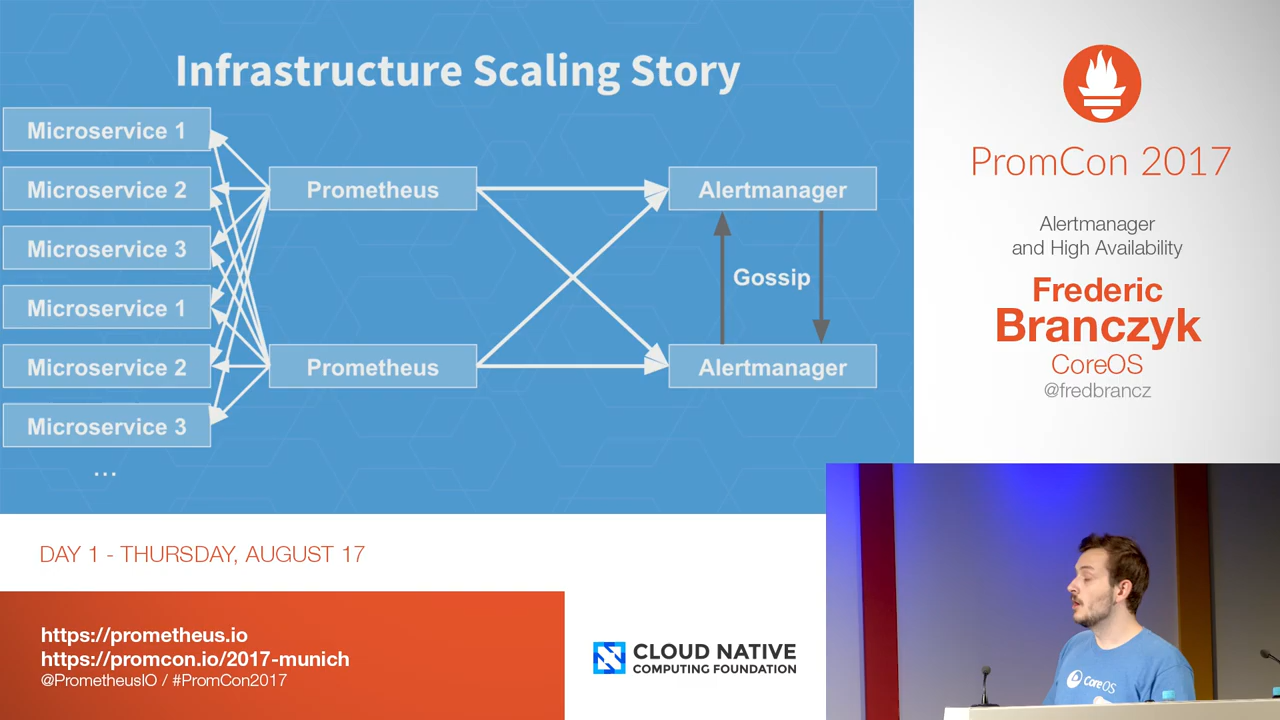 Infrastructure Scaling Story
Microservice 1
Microservice 2
Microservice 3
Microservice 1
Microservice 2
Microservice 3
...
Prometheus
Prometheus
Alertmanager
Gossip
Alertmanager
PromCon 2017
Alertmanager
and High Availability
Frederic
Branczyk
CoreOS
@fredbrancz
DAY 1 - THURSDAY, AUGUST 17
https://prometheus.io
https://promcon.io/2017-munich
@PrometheusIO / #PromCon2017
CLOUD NATIVE
COMPUTING FOUNDATION
CoreOS